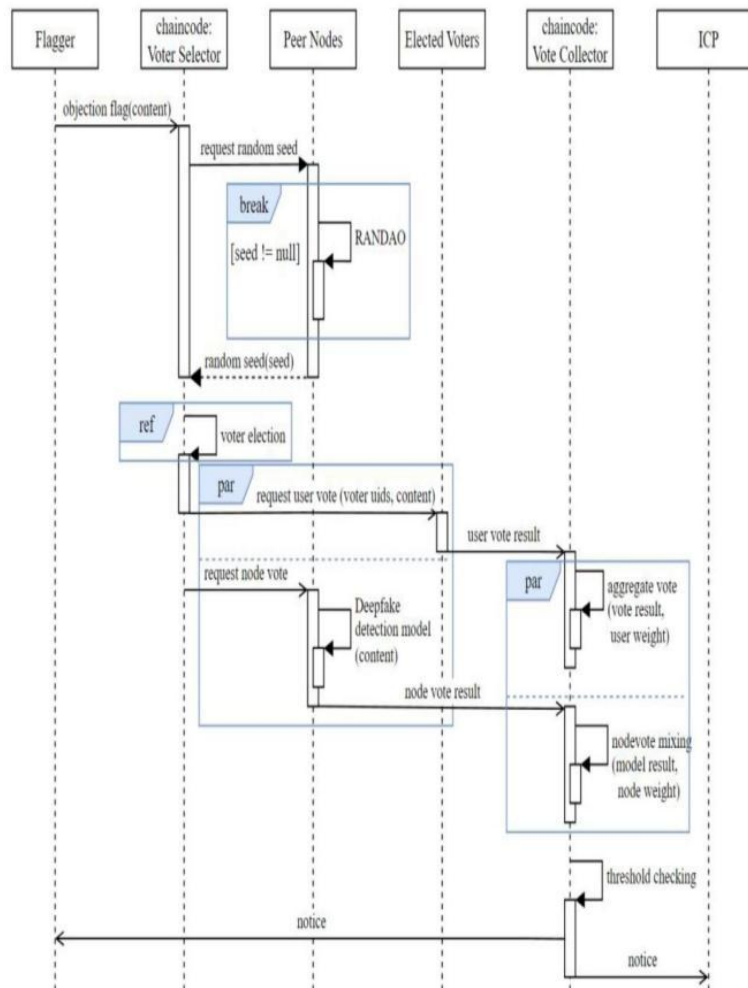 Flagger
chaincode:
Voter Selector
Peer Nodes
Elected Voters
chaincode:
Vote Collector
ICP
objection flag(content)
request random seed
break
[seed != null]
RANDAO
random seed(seed)
ref
voter election
par
request user vote (voter uids, content)
user vote result
par
aggregate vote
(vote result,
user weight)
request node vote
Deepfake
detection model
(content)
node vote result
nodevote mixing
(model result,
node weight)
threshold checking
notice
notice